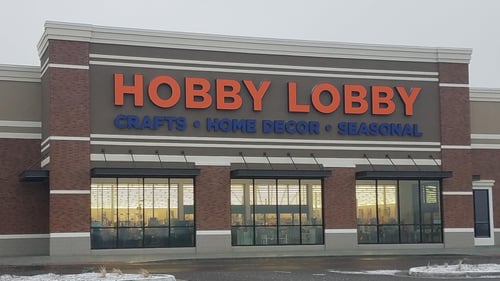 HOBBY LOBBY
CRAFTS • HOME DECOR • SEASONAL